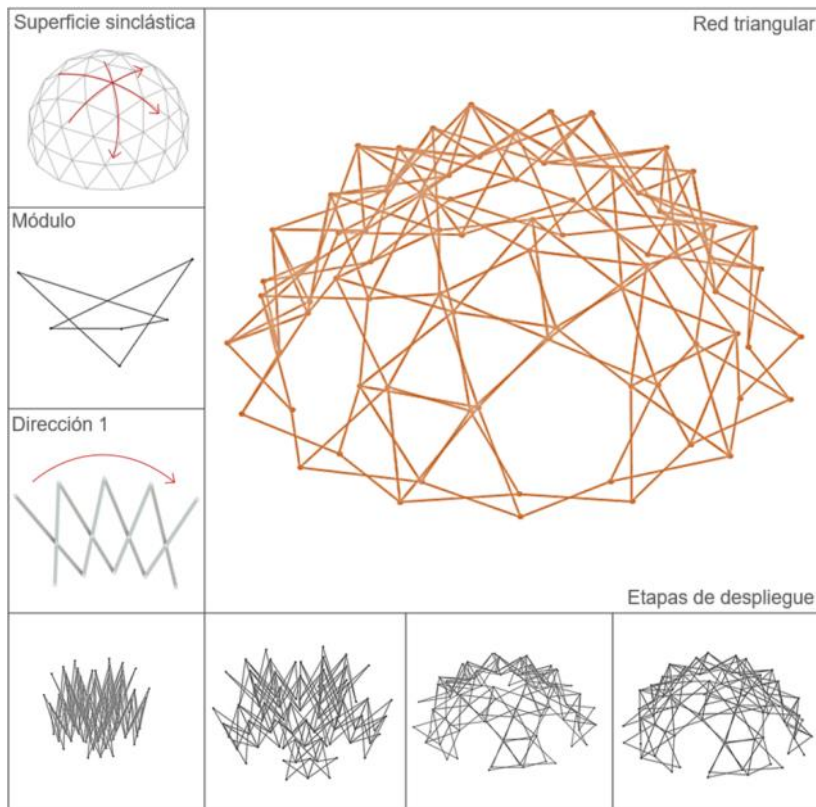 Superficie sinclástica
Red triangular
Módulo
Dirección 1
Etapas de despliegue